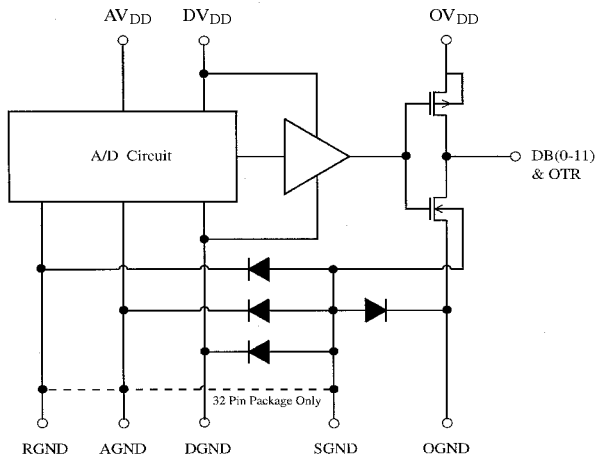 AVDD DVDD OVDD
A/D Circuit
DB(0-11)
& OTR
32 Pin Package Only
RGND AGND DGND SGND OGND